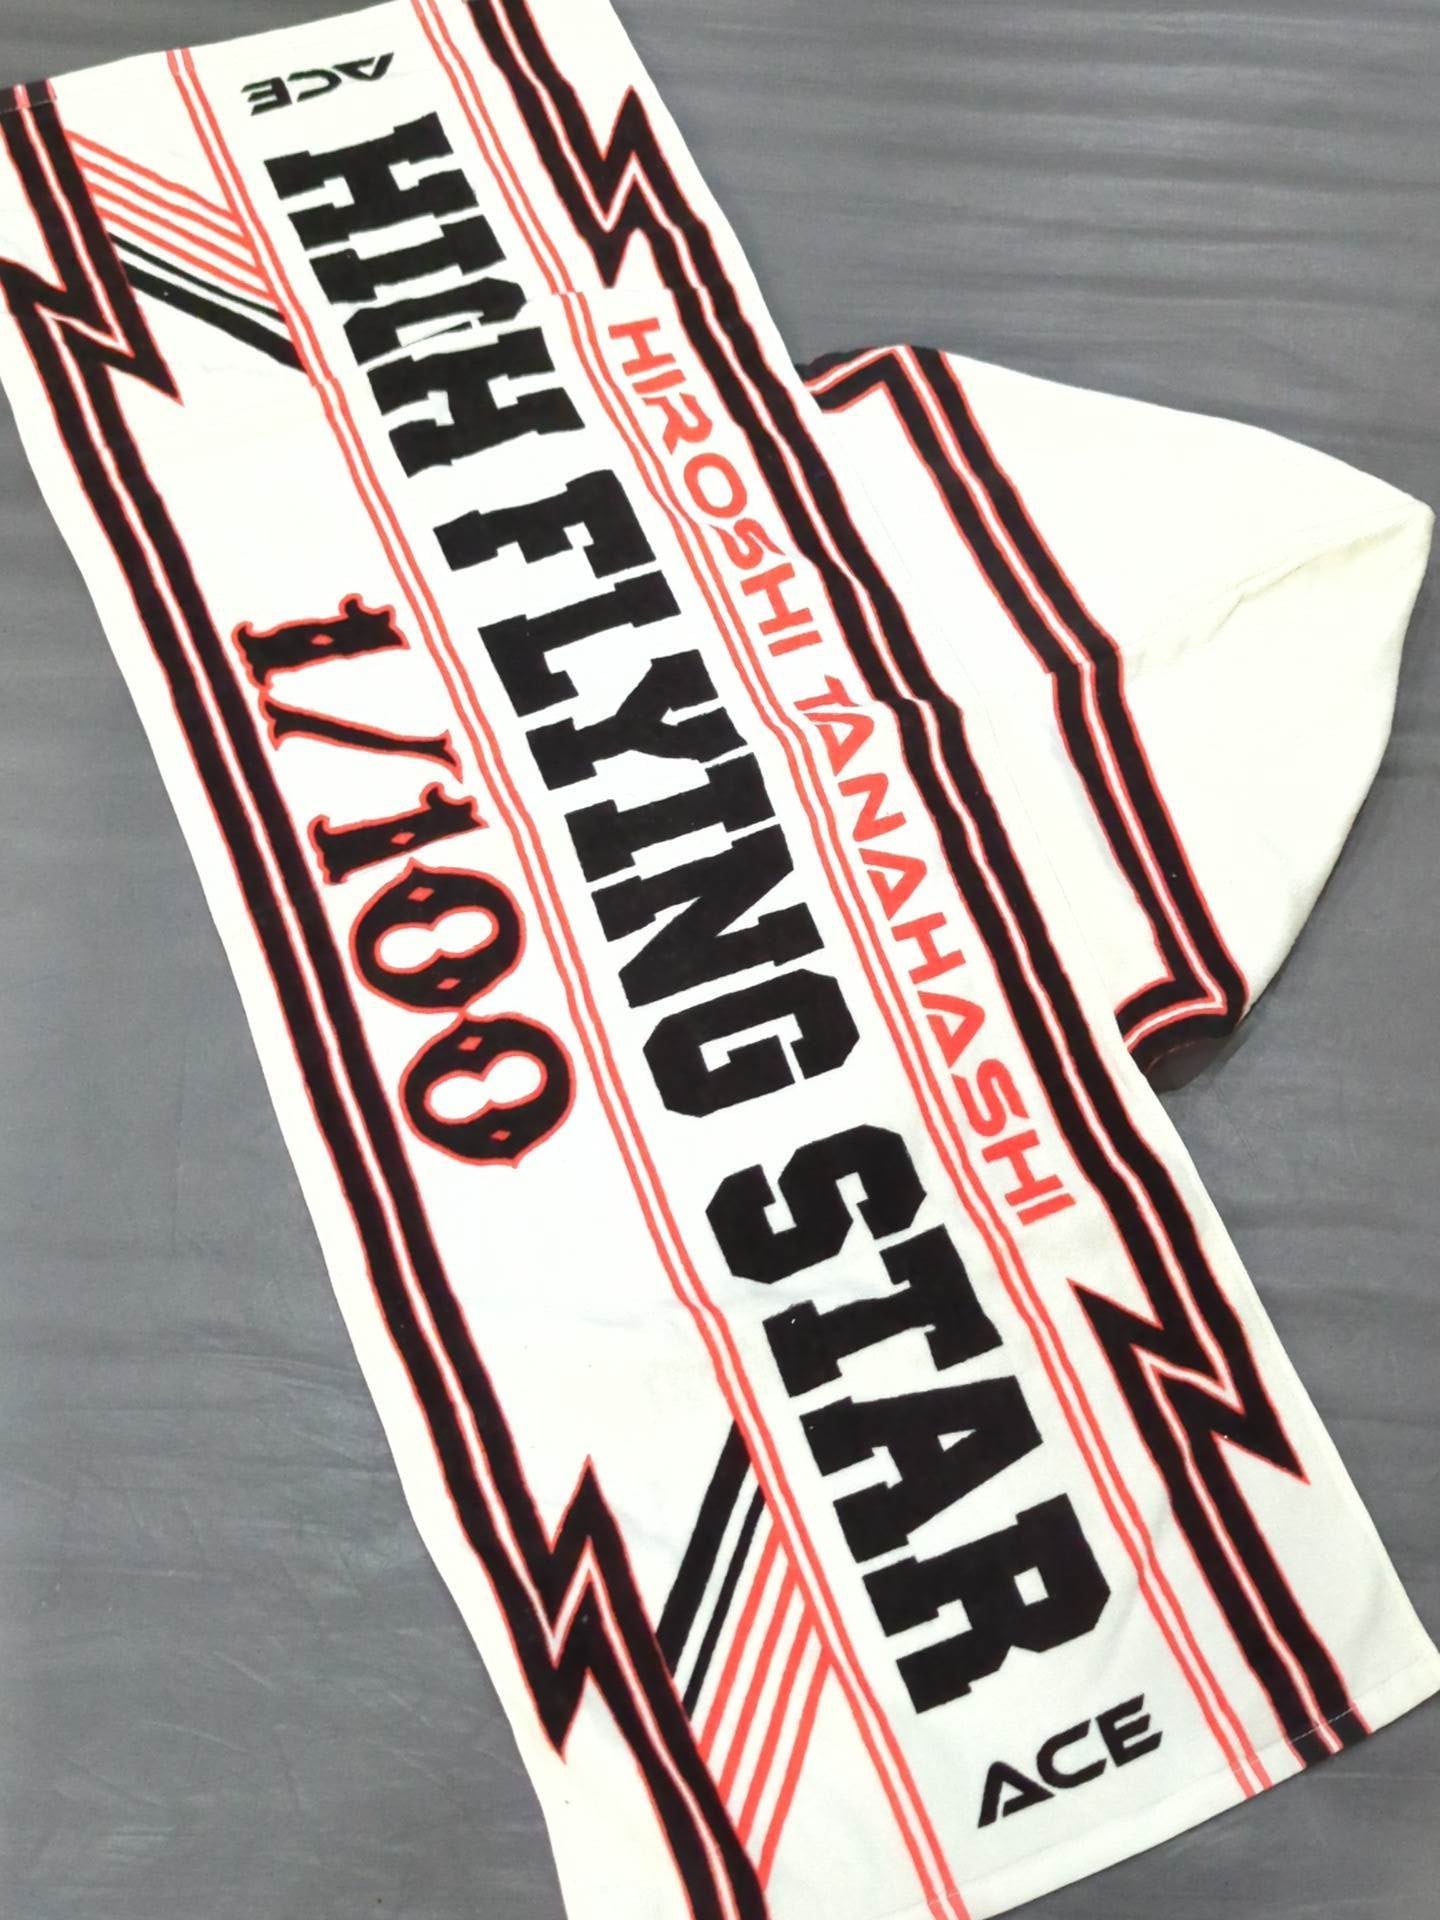 ACE
HIGH FLYING STAR
HIROSHI TANAHASHI
1/100
ACE